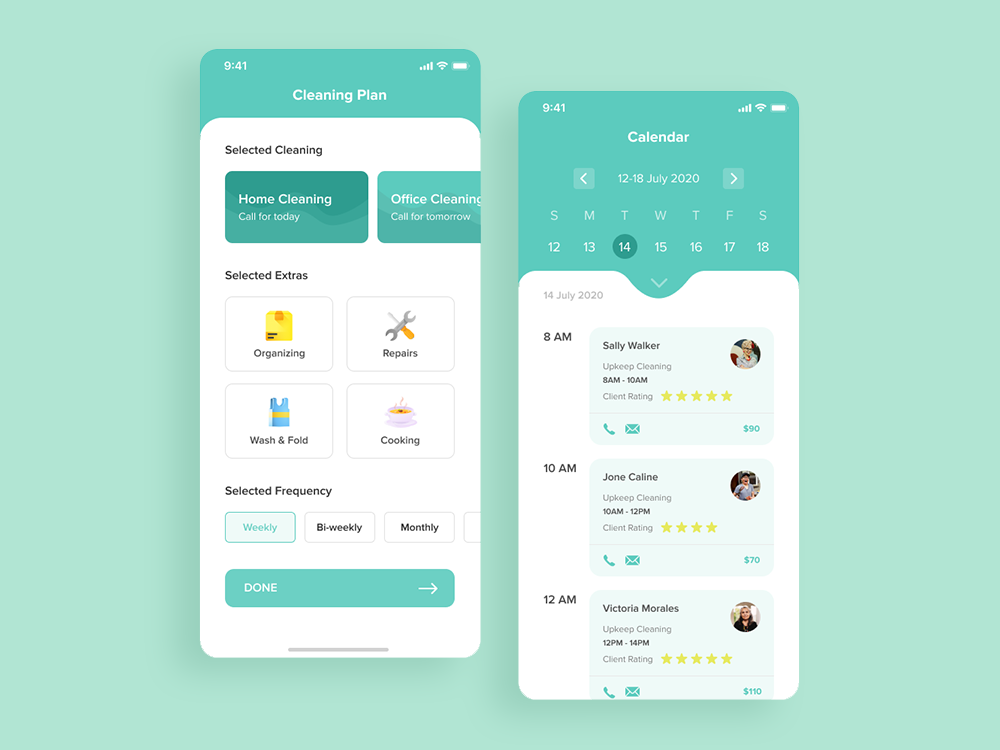 9:41
Cleaning Plan
Selected Cleaning
Home Cleaning
Call for today
Office Cleaning
Call for tomorrow
Selected Extras
Organizing
Repairs
Wash & Fold
Cooking
Selected Frequency
Weekly
Bi-weekly
Monthly
DONE
9:41
Calendar
12-18 July 2020
S M T W T F S
12 13 14 15 16 17 18
14 July 2020
8 AM
Sally Walker
Upkeep Cleaning
8AM - 10AM
Client Rating
$90
10 AM
Jone Caline
Upkeep Cleaning
10AM - 12PM
Client Rating
$70
12 AM
Victoria Morales
Upkeep Cleaning
12PM - 14PM
Client Rating
$110